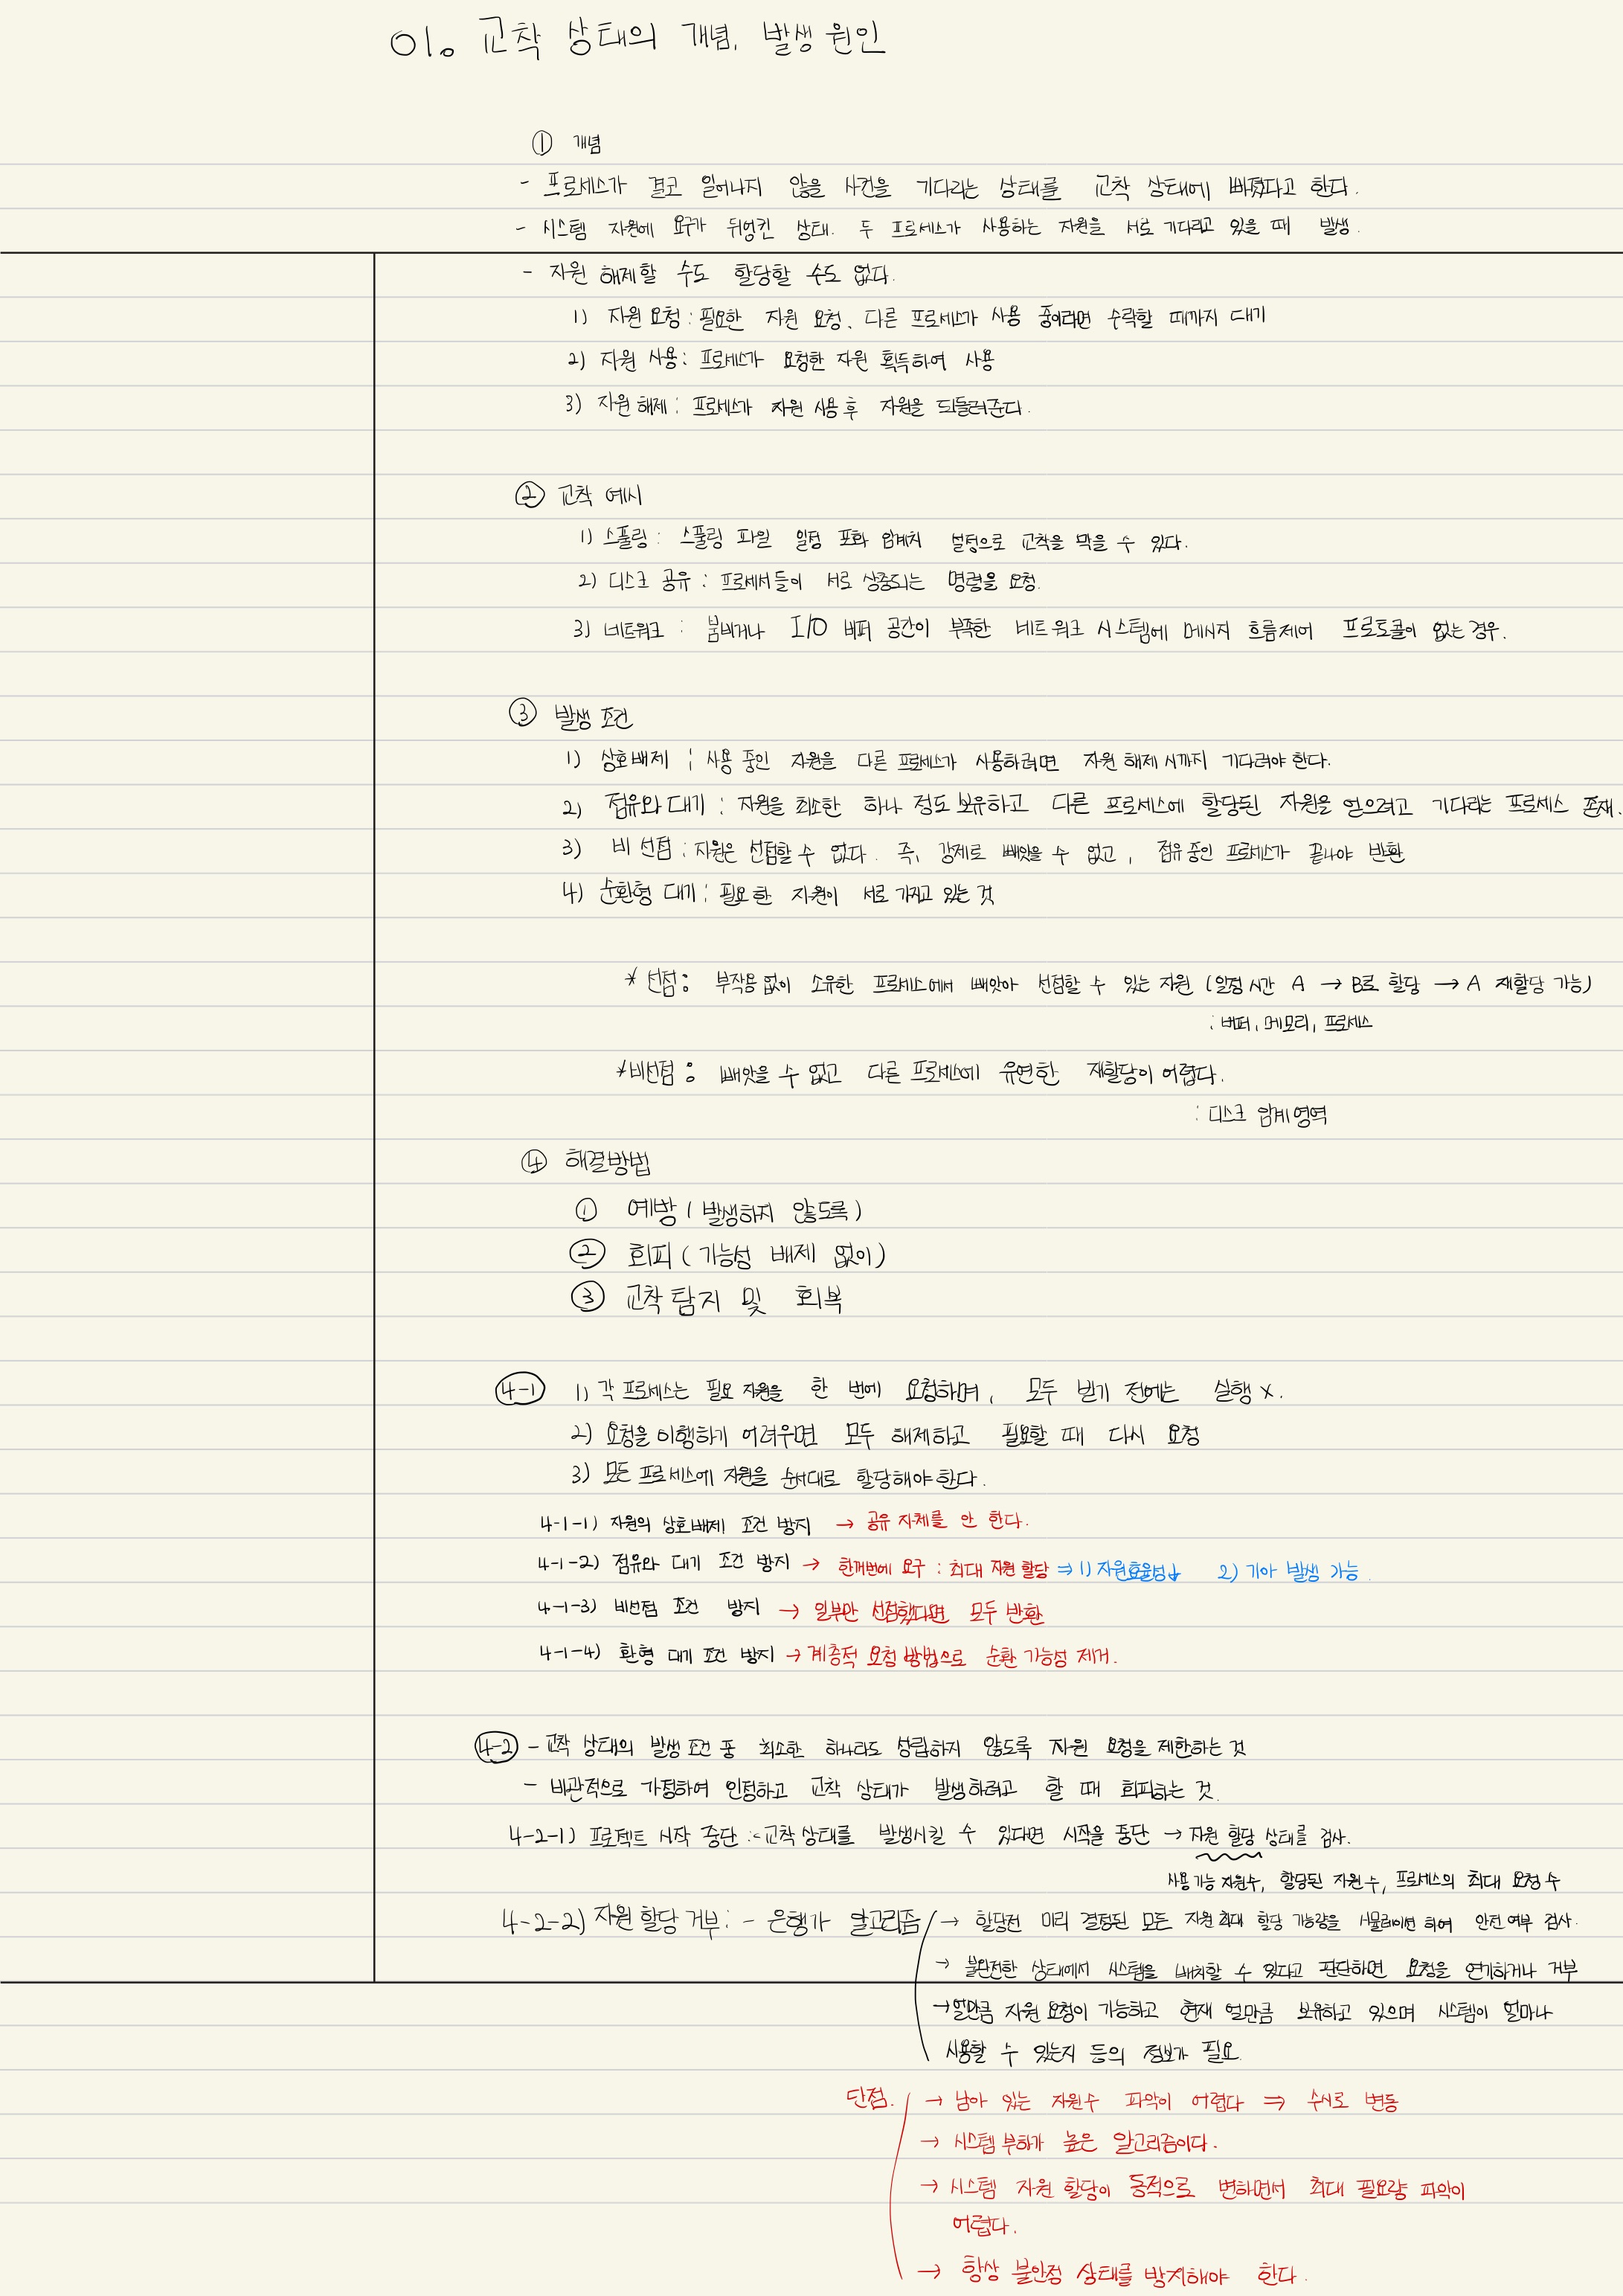 01. 교착 상태의 개념, 발생 원인
① 개념
- 프로세스가 결코 일어나지 않을 사건을 기다리는 상태를 교착 상태에 빠졌다고 한다.
- 시스템 자원에 요구가 뒤엉킨 상태. 두 프로세스가 사용하는 자원을 서로 기다리고 있을 때 발생.
- 자원 해제할 수도 할당할 수도 없다.
1) 자원 요청 : 필요한 자원 요청, 다른 프로세스가 사용 중이라면 수락할 때까지 대기
2) 자원 사용 : 프로세스가 요청한 자원 획득하여 사용
3) 자원 해제 : 프로세스가 자원 사용 후 자원을 되돌려준다.
② 교착 예시
1) 스풀링 : 스풀링 파일 일정 포화 임계치 설정으로 교착을 막을 수 있다.
2) 디스크 공유 : 프로세서들이 서로 상충되는 명령을 요청.
3) 네트워크 : 붐비거나 I/O 버퍼 공간이 부족한 네트워크 시스템에 메시지 흐름제어 프로토콜이 없는 경우.
③ 발생 조건
1) 상호배제 : 사용 중인 자원을 다른 프로세스가 사용하려면 자원 해제 시까지 기다려야 한다.
2) 점유와 대기 : 자원을 최소한 하나 정도 보유하고 다른 프로세스에 할당된 자원을 얻으려고 기다리는 프로세스 존재.
3) 비 선점 : 자원은 선점할 수 없다. 즉, 강제로 빼앗을 수 없고, 점유중인 프로세스가 끝나야 반환
4) 순환형 대기 : 필요한 자원이 서로 가지고 있는 것
* 선점 : 부작용 없이 소유한 프로세스에서 빼앗아 선점할 수 있는 자원 (일정 시간 A → B로 할당 → A 재할당 가능)
: 버퍼, 메모리, 프로세스
*비선점 : 빼앗을 수 없고 다른 프로세스에 유연한 재할당이 어렵다.
: 디스크 임계영역
④ 해결방법
① 예방 (발생하지 않도록)
② 회피 (가능성 배제 없이)
③ 교착 탐지 및 회복
4-1 1) 각 프로세스는 필요 자원을 한 번에 요청하며, 모두 받기 전에는 실행 X.
2) 요청을 이행하기 어려우면 모두 해제하고 필요할 때 다시 요청
3) 모든 프로세스에 자원을 순서대로 할당해야 한다.
4-1-1) 자원의 상호배제 조건 방지 → 공유 자체를 안 한다.
4-1-2) 점유와 대기 조건 방지 → 한꺼번에 요구 : 최대 자원 할당 ⇒ 1) 자원효율성↓ 2) 기아 발생 가능.
4-1-3) 비선점 조건 방지 → 일부만 선점했다면 모두 반환
4-1-4) 환형 대기 조건 방지 → 계층적 요청 방법으로 순환 가능성 제거.
4-2 - 교착 상태의 발생 조건 중 최소한 하나라도 성립하지 않도록 자원 요청을 제한하는 것
- 비관적으로 가정하여 인정하고 교착 상태가 발생하려고 할 때 회피하는 것.
4-2-1) 프로젝트 시작 중단 :- 교착 상태를 발생시킬 수 있다면 시작을 중단 → 자원 할당 상태를 검사.
사용 가능 자원수, 할당된 자원 수, 프로세스의 최대 요청 수
4-2-2) 자원 할당 거부 : - 은행가 알고리즘 → 할당전 미리 결정된 모든 자원 최대 할당 가능량을 시뮬레이션 하여 안전 여부 검사.
→ 불완전한 상태에서 시스템을 배치할 수 있다고 판단하면 요청을 연기하거나 거부
→ 얼만큼 자원 요청이 가능하고 현재 얼만큼 보유하고 있으며 시스템이 얼마나
사용할 수 있는지 등의 정보가 필요.
단점. → 남아 있는 자원수 파악이 어렵다 ⇒ 수시로 변동
→ 시스템 부하가 높은 알고리즘이다.
→ 시스템 자원 할당이 동적으로 변하면서 최대 필요량 파악이
어렵다.
→ 항상 불안정 상태를 방지해야 한다.